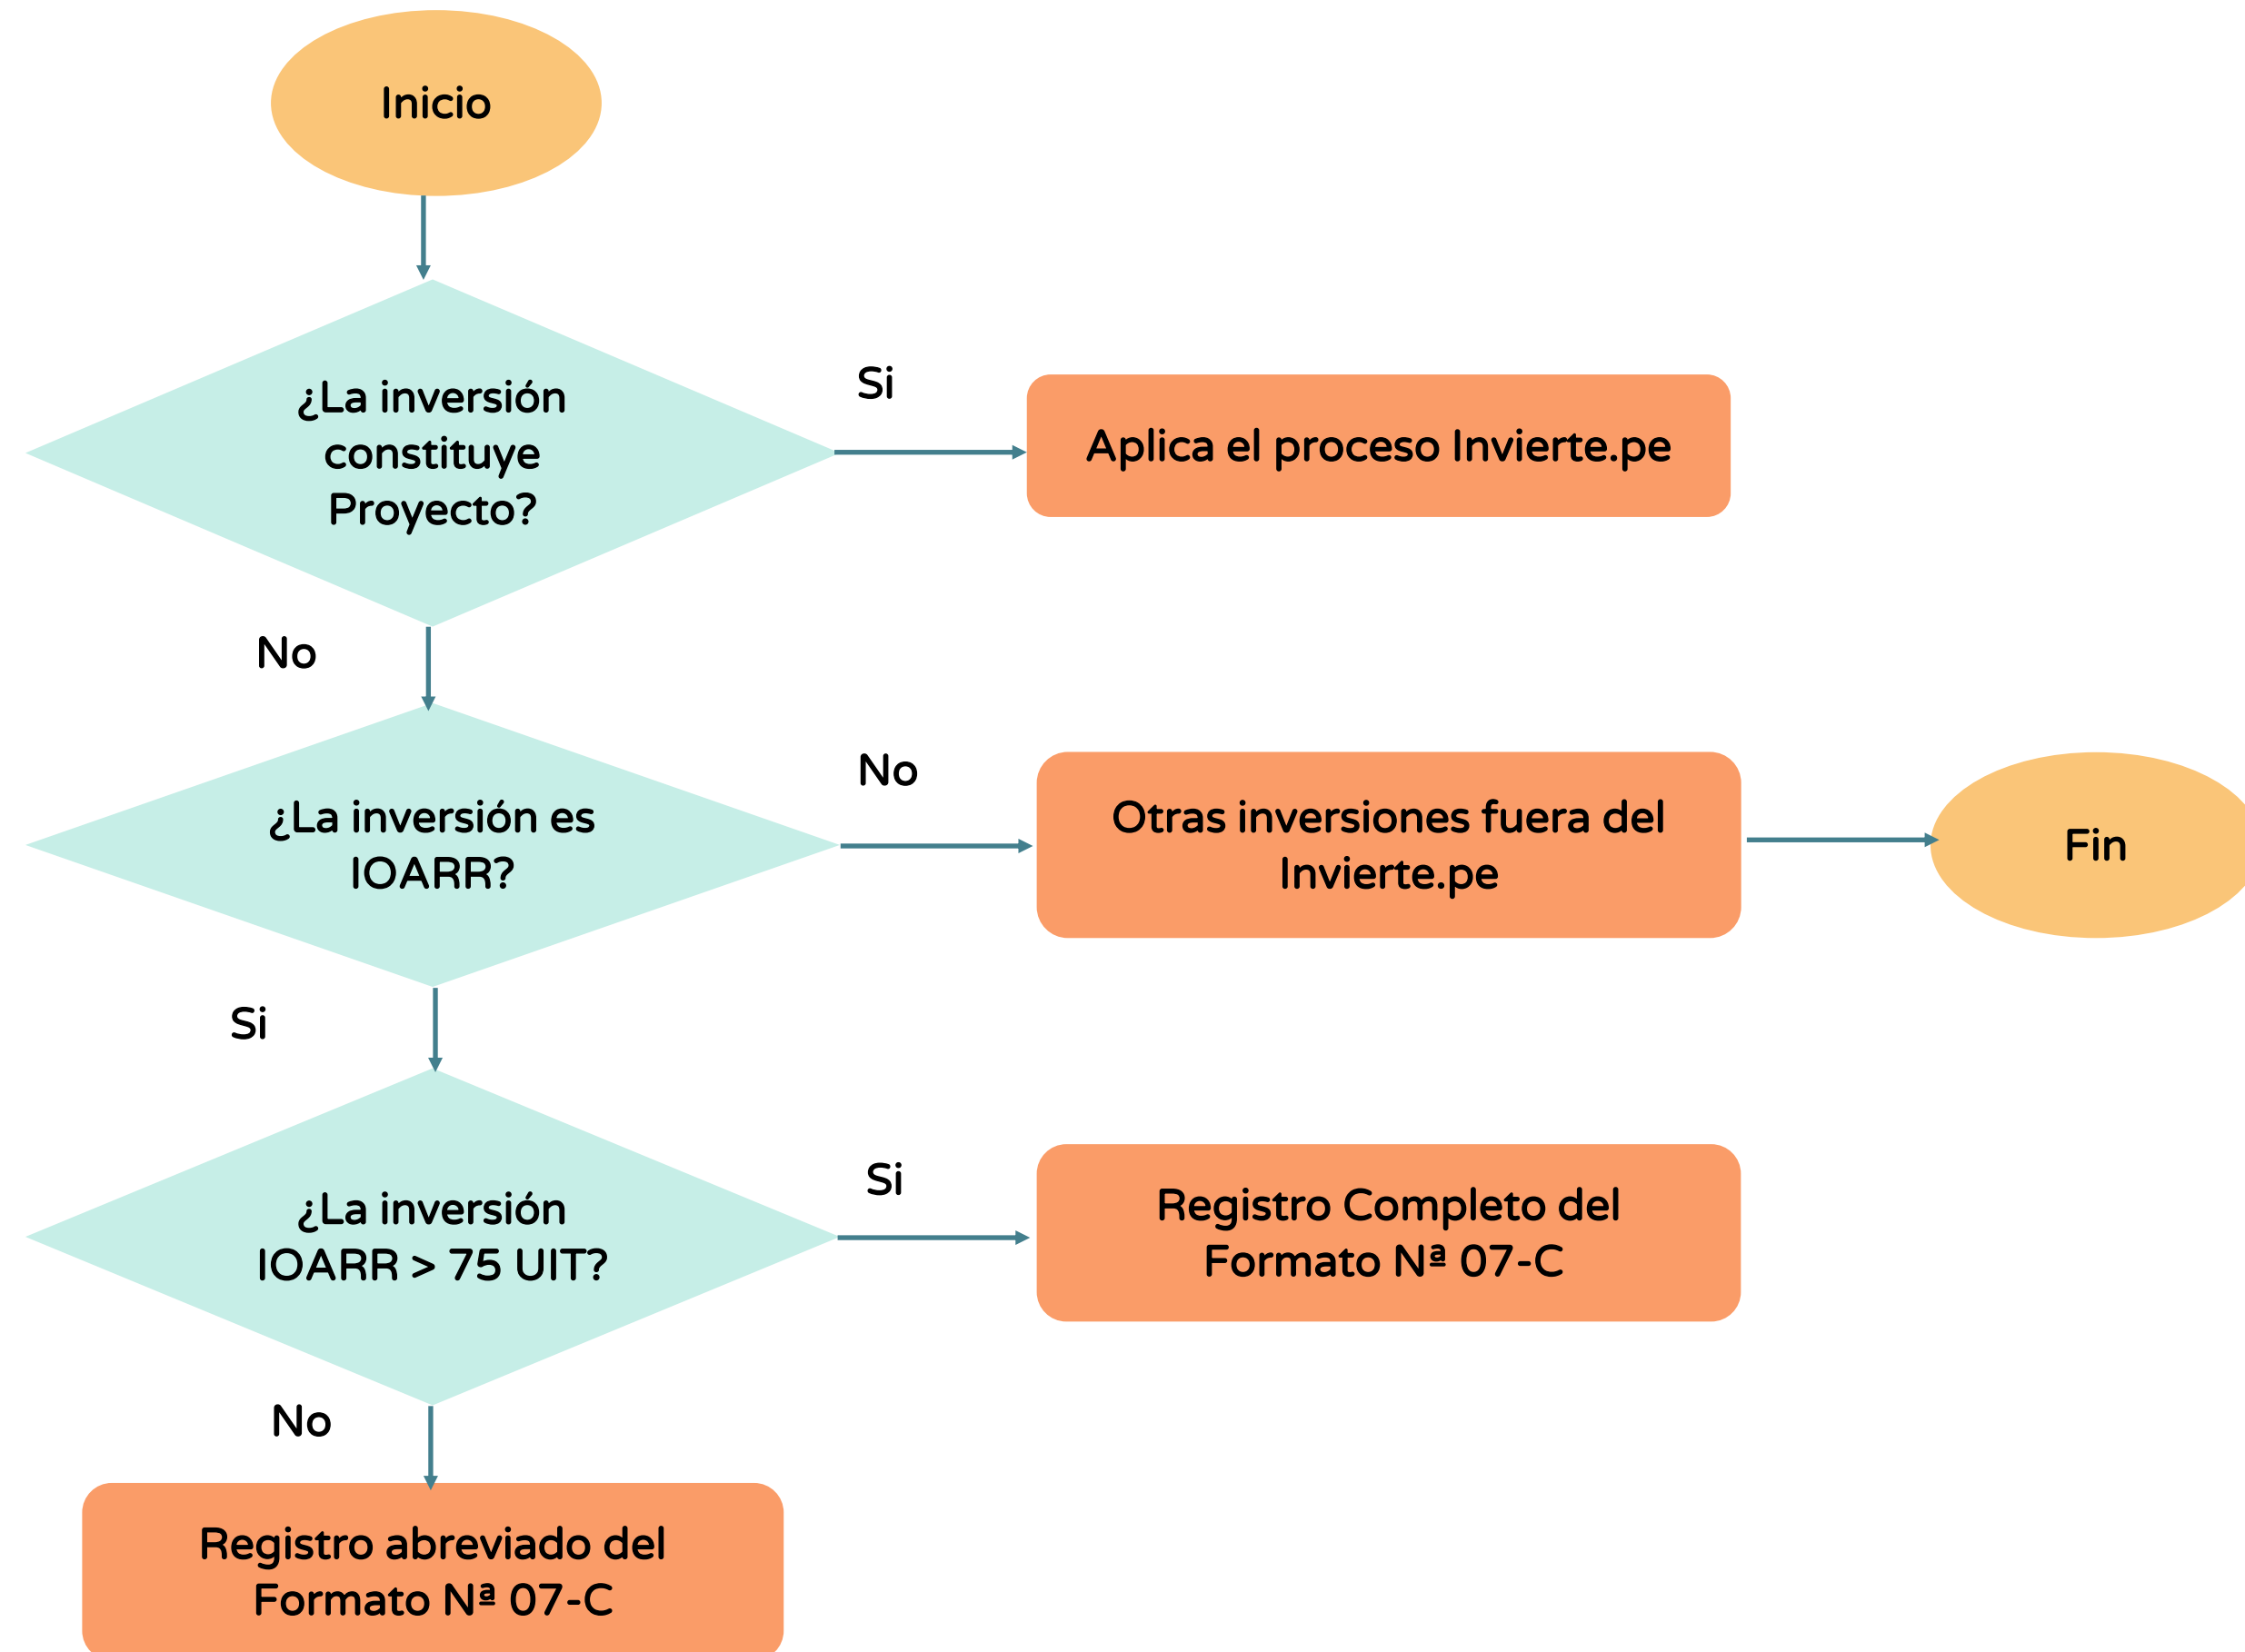 Inicio
¿La inversión
constituye
Proyecto?
Si
Aplica el proceso Invierte.pe
No
¿La inversión es
IOARR?
No
Otras inversiones fuera del
Invierte.pe
Fin
Si
¿La inversión
IOARR > 75 UIT?
Si
Registro Completo del
Formato Nª 07-C
No
Registro abreviado del
Formato Nª 07-C